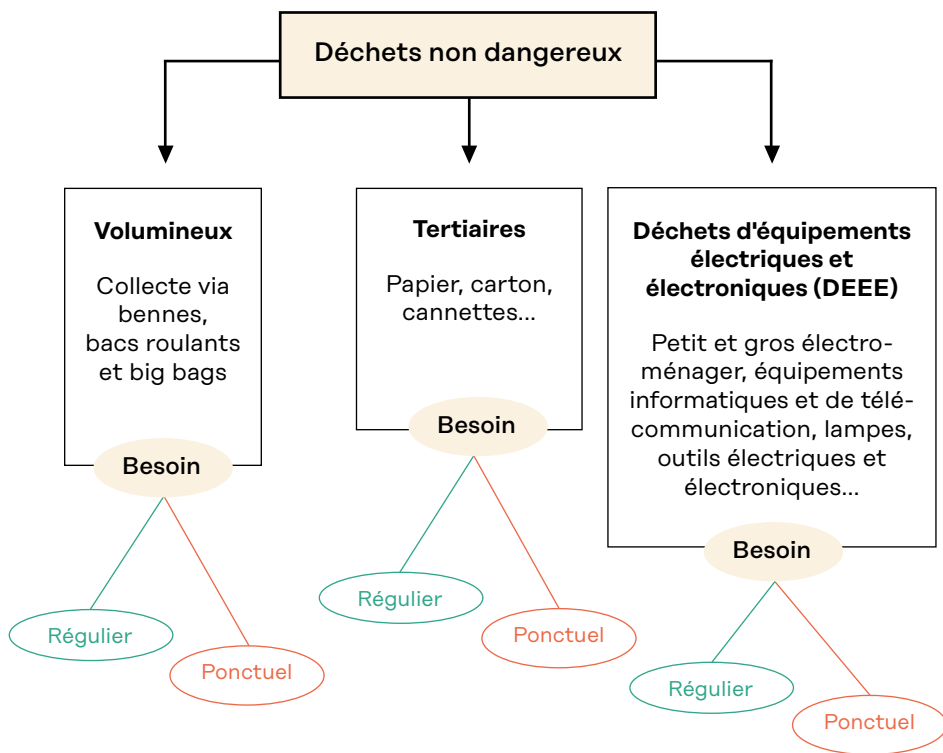 Déchets non dangereux
Volumineux
Collecte via
bennes,
bacs roulants
et big bags
Besoin
Régulier
Ponctuel
Tertiaires
Papier, carton,
cannettes...
Besoin
Régulier
Ponctuel
Déchets d'équipements
électriques et
électroniques (DEEE)
Petit et gros électro-
ménager, équipements
informatiques et de télé-
communication, lampes,
outils électriques et
électroniques...
Besoin
Régulier
Ponctuel